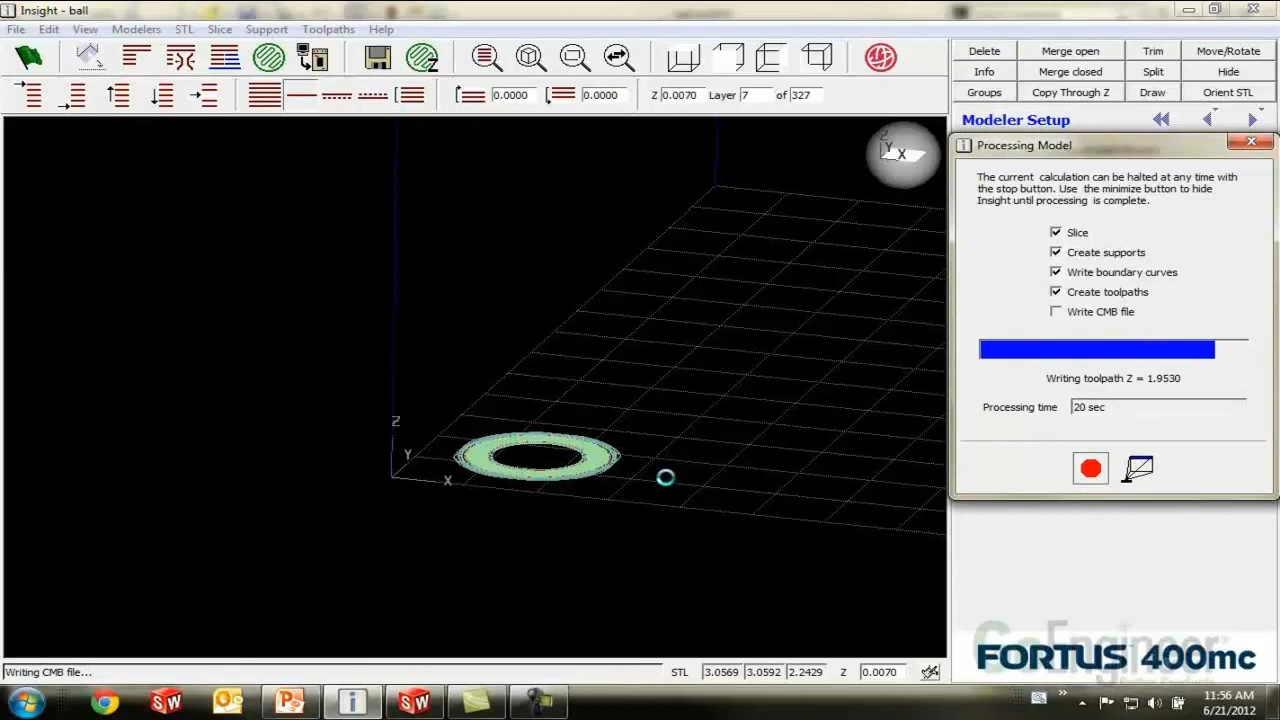 Insight - ball
File Edit View Modelers STL Slice Support Toolpaths Help
Delete Merge open Trim Move/Rotate
Info Merge closed Split Hide
Groups Copy Through Z Draw Orient STL
0.0000 0.0000 Z 0.0070 Layer 7 of 327
Modeler Setup
Z Y X
Processing Model
The current calculation can be halted at any time with
the stop button. Use the minimize button to hide
Insight until processing is complete.
Slice
Create supports
Write boundary curves
Create toolpaths
Write CMB file
Writing toolpath Z = 1.9530
Processing time 20 sec
Z
Y
X
GoEngineer
FORTUS 400mc
Writing CMB file... STL 3.0569 3.0592 2.2429 Z 0.0070
11:56 AM
6/21/2012